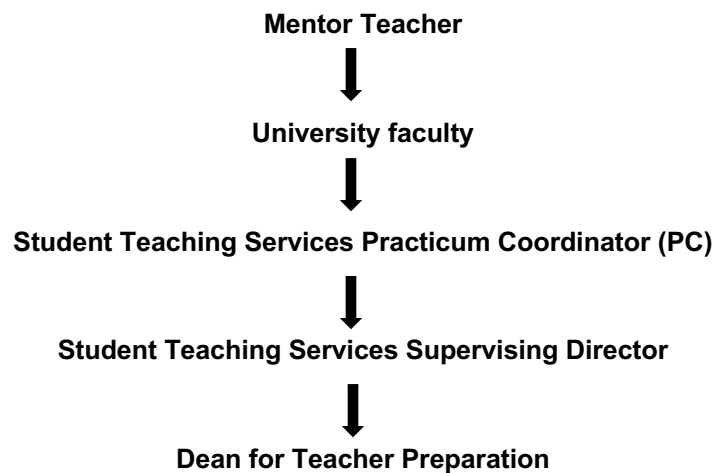 Mentor Teacher
University faculty
Student Teaching Services Practicum Coordinator (PC)
Student Teaching Services Supervising Director
Dean for Teacher Preparation